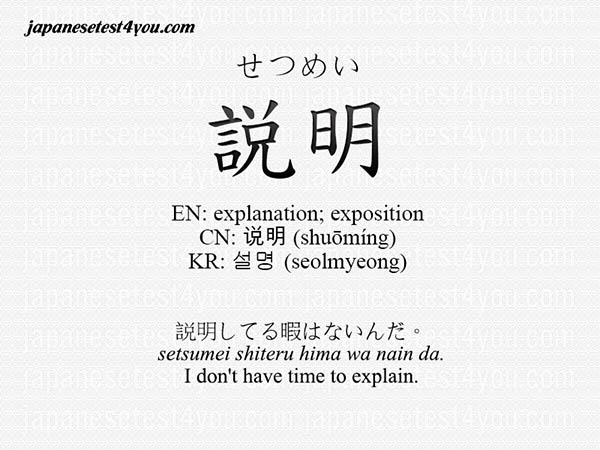 japanesetest4you.com
せつめい
説明
EN: explanation; exposition
CN: 说明 (shuōmíng)
KR: 설명 (seolmyeong)
説明してる暇はないんだ。
setsumei shiteru hima wa nain da.
I don't have time to explain.